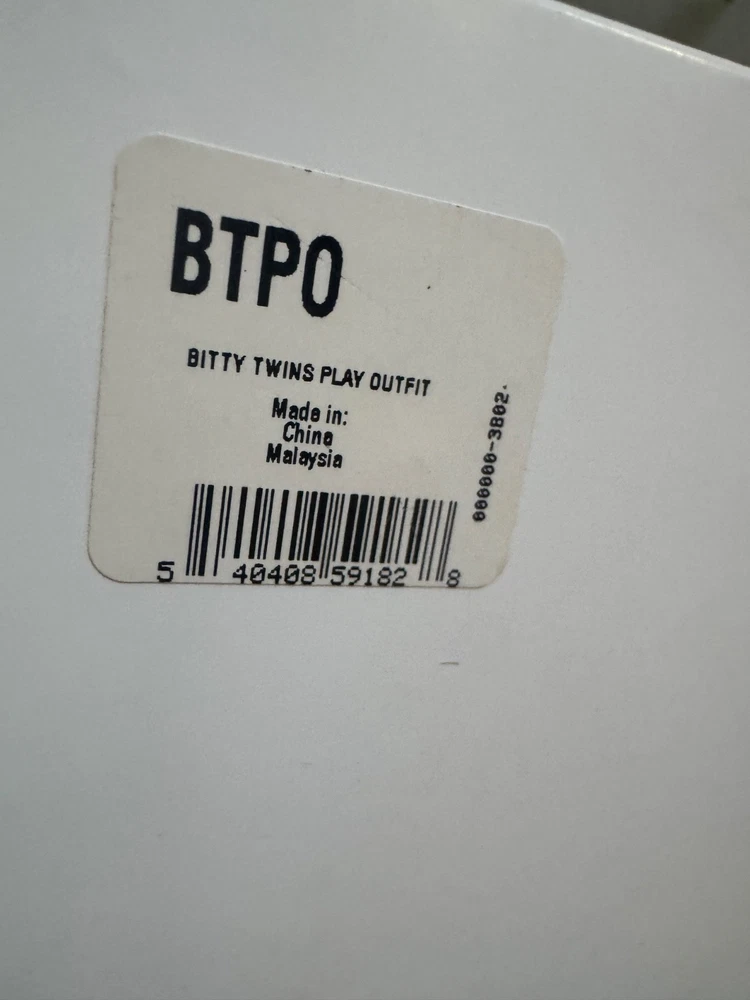 BTPO
BITTY TWINS PLAY OUTFIT
Made in:
China
Malaysia
000000-3802.
5 40408 59182 8